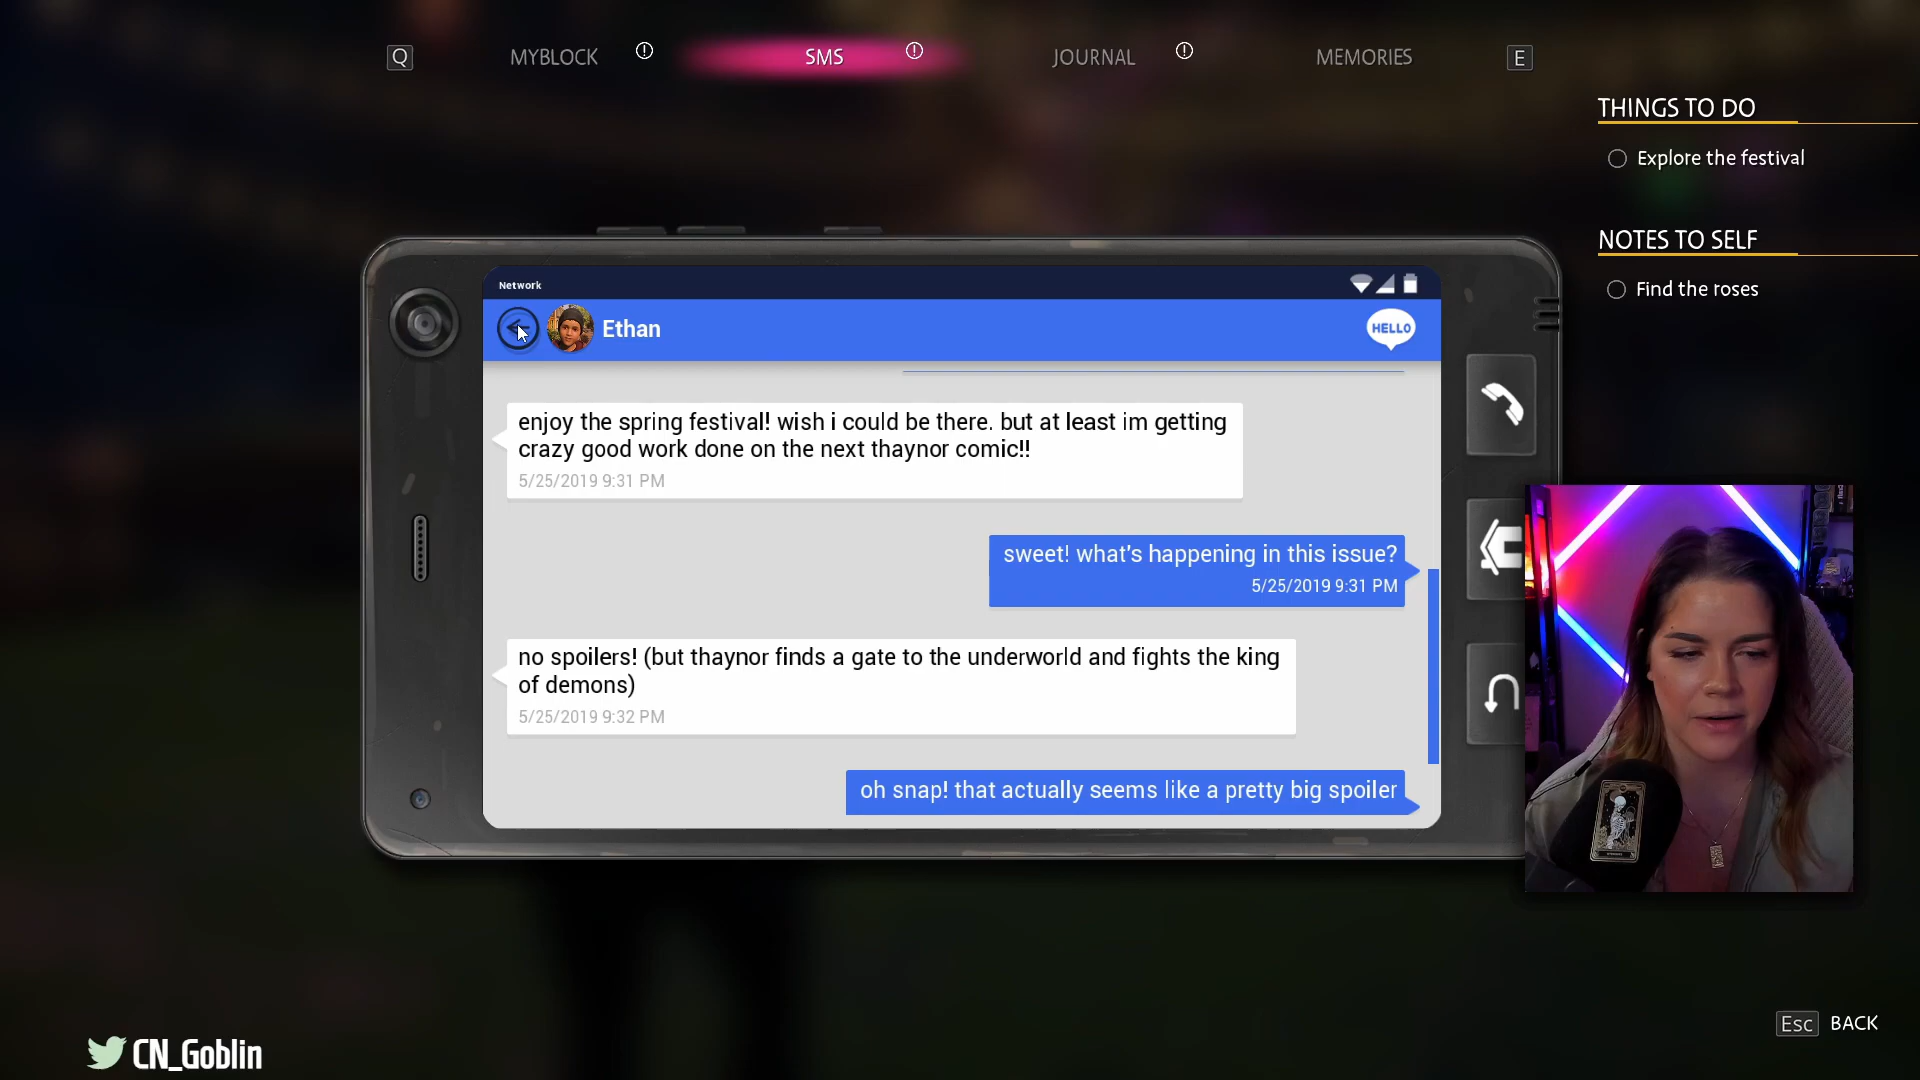 Q
MYBLOCK
SMS
JOURNAL
MEMORIES
E
THINGS TO DO
Explore the festival
NOTES TO SELF
Find the roses
Network
Ethan
HELLO
enjoy the spring festival! wish i could be there. but at least im getting
crazy good work done on the next thaynor comic!!
5/25/2019 9:31 PM
sweet! what's happening in this issue?
5/25/2019 9:31 PM
no spoilers! (but thaynor finds a gate to the underworld and fights the king
of demons)
5/25/2019 9:32 PM
oh snap! that actually seems like a pretty big spoiler
Esc BACK
CN_Goblin